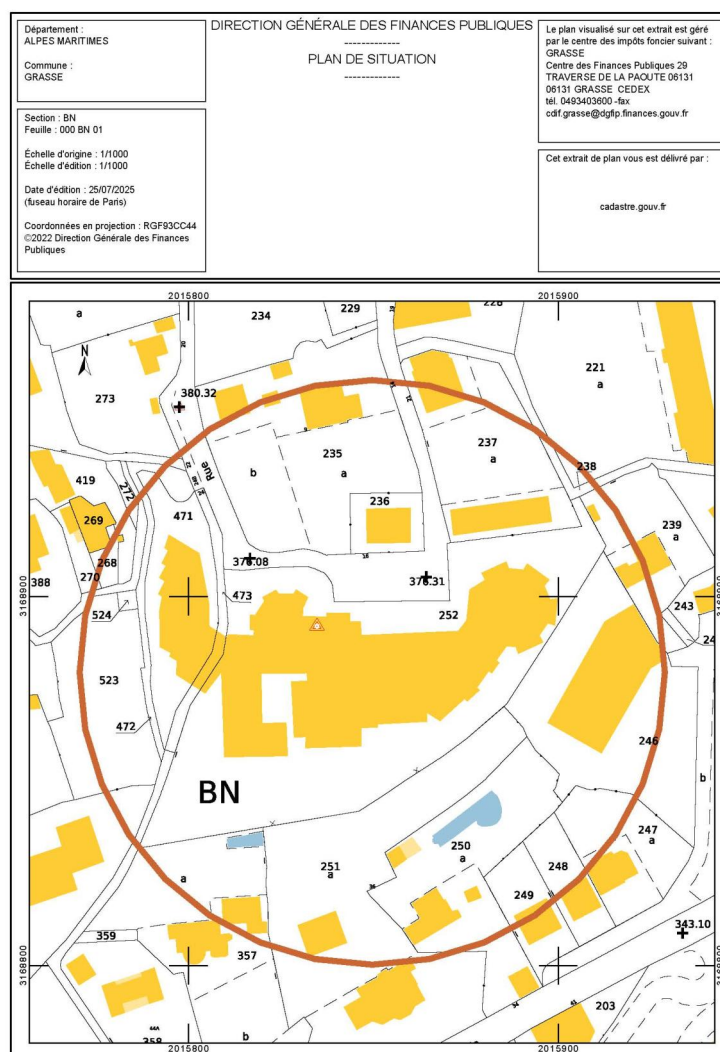 Département :
ALPES MARITIMES
Commune :
GRASSE
Section : BN
Feuille : 000 BN 01
Échelle d'origine : 1/1000
Échelle d'édition : 1/1000
Date d'édition : 25/07/2025
(fuseau horaire de Paris)
Coordonnées en projection : RGF93CC44
©2022 Direction Générale des Finances
Publiques
DIRECTION GÉNÉRALE DES FINANCES PUBLIQUES
-------------
PLAN DE SITUATION
-------------
Le plan visualisé sur cet extrait est géré
par le centre des impôts foncier suivant :
GRASSE
Centre des Finances Publiques 29
TRAVERSE DE LA PAOUTE 06131
06131 GRASSE CEDEX
tél. 0493403600 -fax
cdif.grasse@dgfip.finances.gouv.fr
Cet extrait de plan vous est délivré par :
cadastre.gouv.fr
2015800
2015900
a
234
229
N
273
380.32
221
a
235
a
b
237
a
238
236
Rue
419
272
269
471
239
a
268
270
388
376.08
376.31
3168900
3168900
473
252
243
524
523
472
246
b
BN
250
a
251
a
a
247
a
248
249
343.10
359
357
3168800
3168800
203
44A
358
b
2015800
2015900